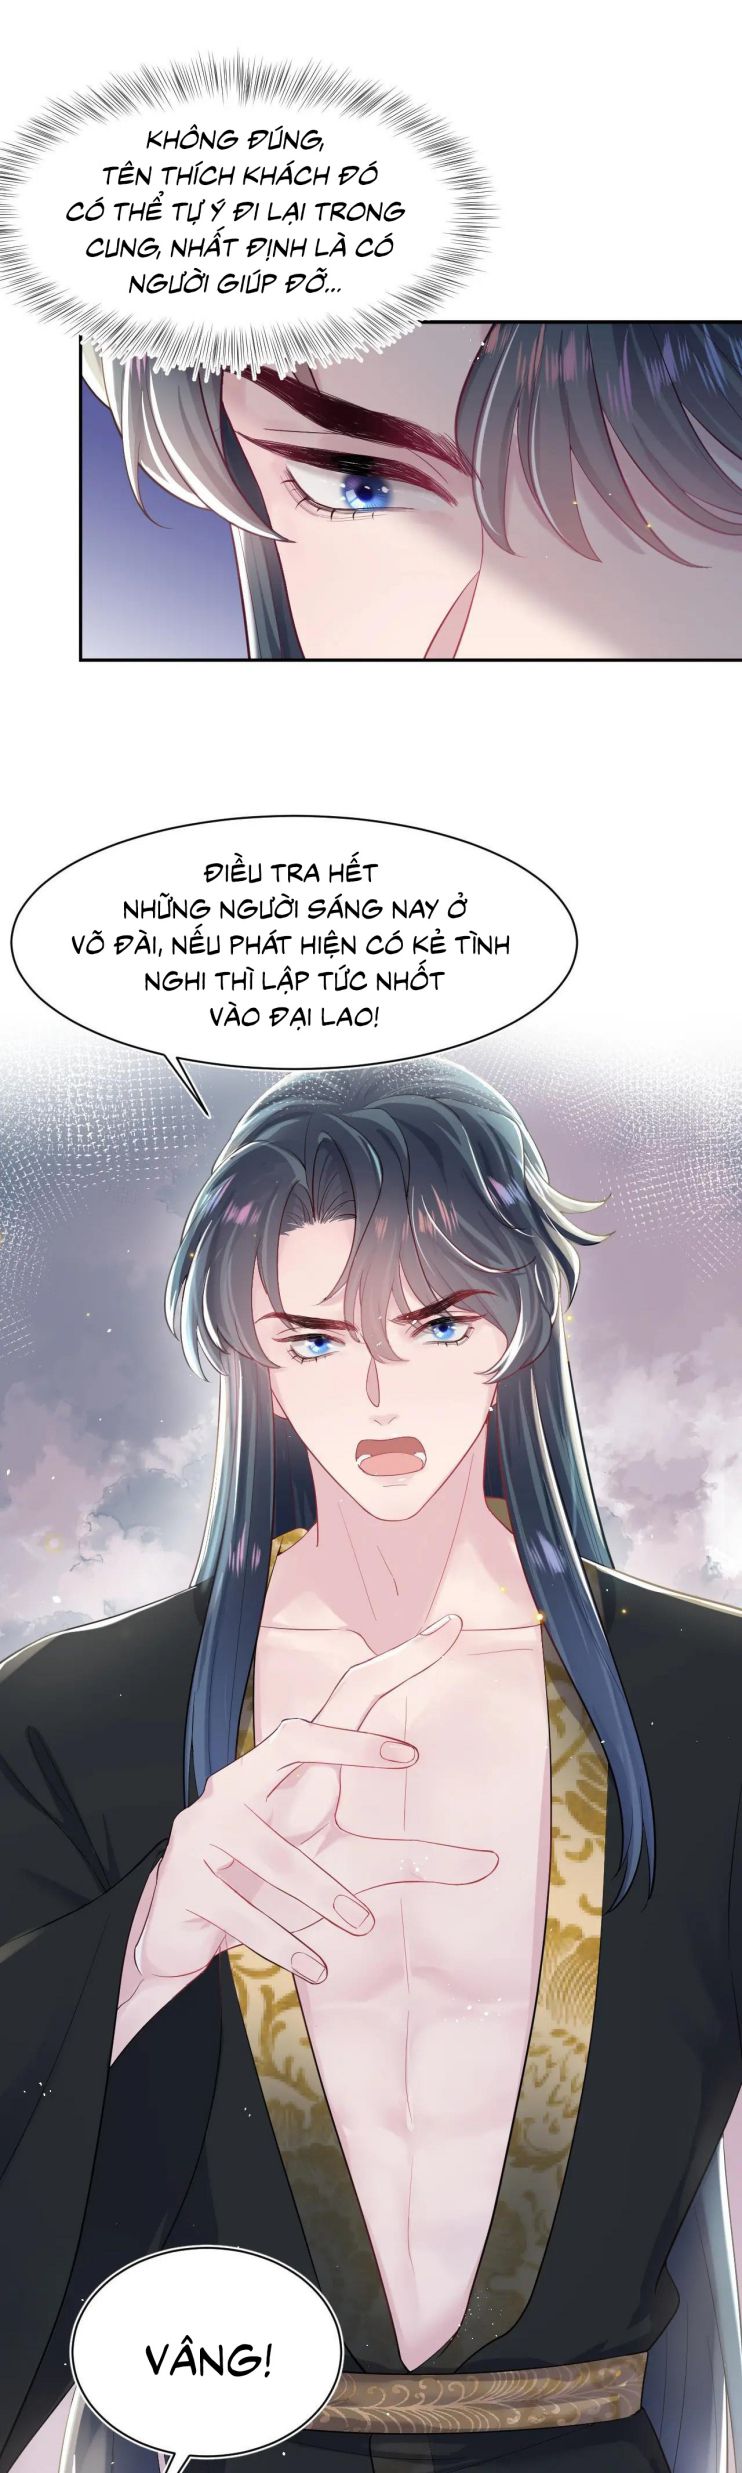 KHÔNG ĐÚNG,
TÊN THÍCH KHÁCH ĐÓ
CÓ THỂ TỰ Ý ĐI LẠI TRONG
CUNG, NHẤT ĐỊNH LÀ CÓ
NGƯỜI GIÚP ĐỠ...
ĐIỀU TRA HẾT
NHỮNG NGƯỜI SÁNG NAY Ở
VÕ ĐÀI, NẾU PHÁT HIỆN CÓ KẺ TÌNH
NGHI THÌ LẬP TỨC NHỐT
VÀO ĐẠI LAO!
VÂNG!